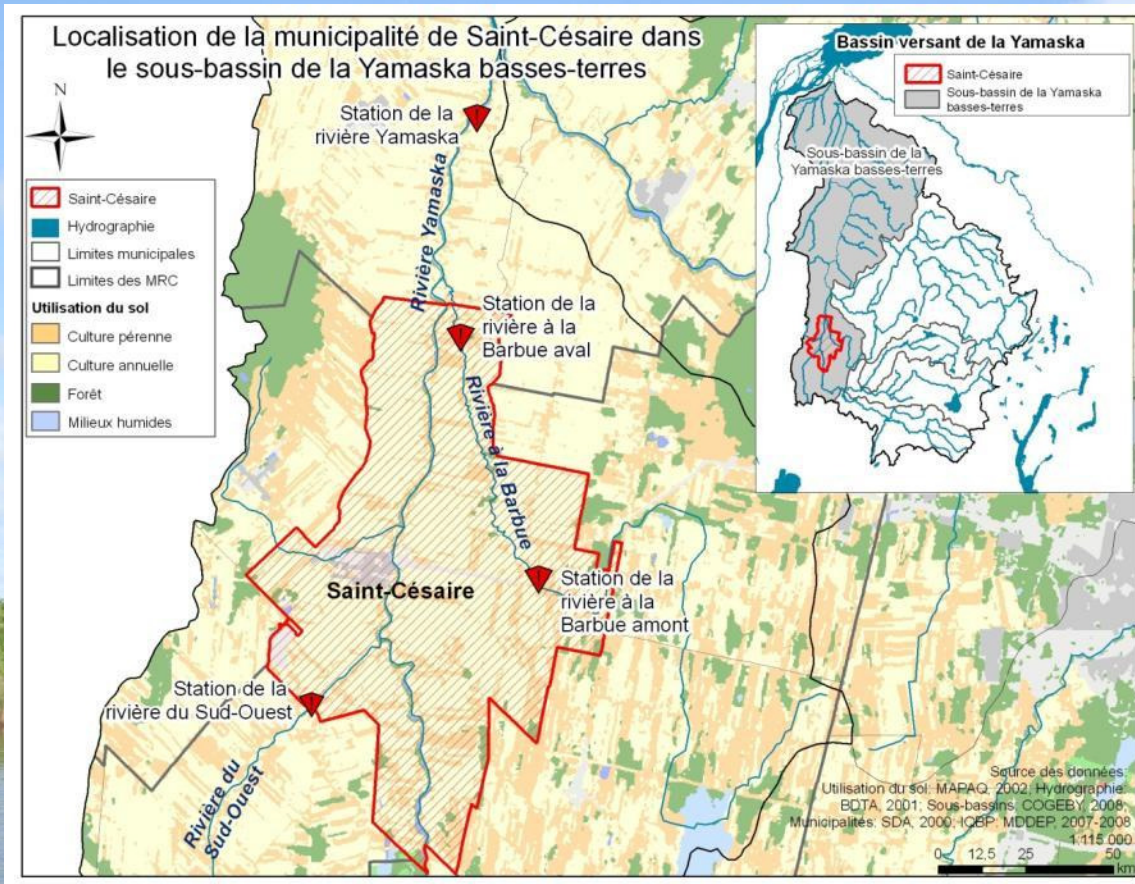 Localisation de la municipalité de Saint-Césaire dans
le sous-bassin de la Yamaska basses-terres
N
Saint-Césaire
Hydrographie
Limites municipales
Limites des MRC
Utilisation du sol
Culture pérenne
Culture annuelle
Forêt
Milieux humides
Station de la
rivière Yamaska
Rivière Yamaska
Station de la
rivière à la
Barbue aval
Rivière à la Barbue
Saint-Césaire
Station de la
rivière à la
Barbue amont
Station de la
rivière du Sud-Ouest
Rivière du
Sud-Ouest
Bassin versant de la Yamaska
Saint-Césaire
Sous-bassin de la Yamaska
basses-terres
Sous-bassin de la
Yamaska basses-terres
Source des données:
Utilisation du sol: MAPAQ, 2002; Hydrographie:
BDTA, 2001; Sous-bassins: COGEBY, 2008;
Municipalités: SDA, 2000; IQBP: MDDEP, 2007-2008
1:115 000
0 12,5 25 50
km